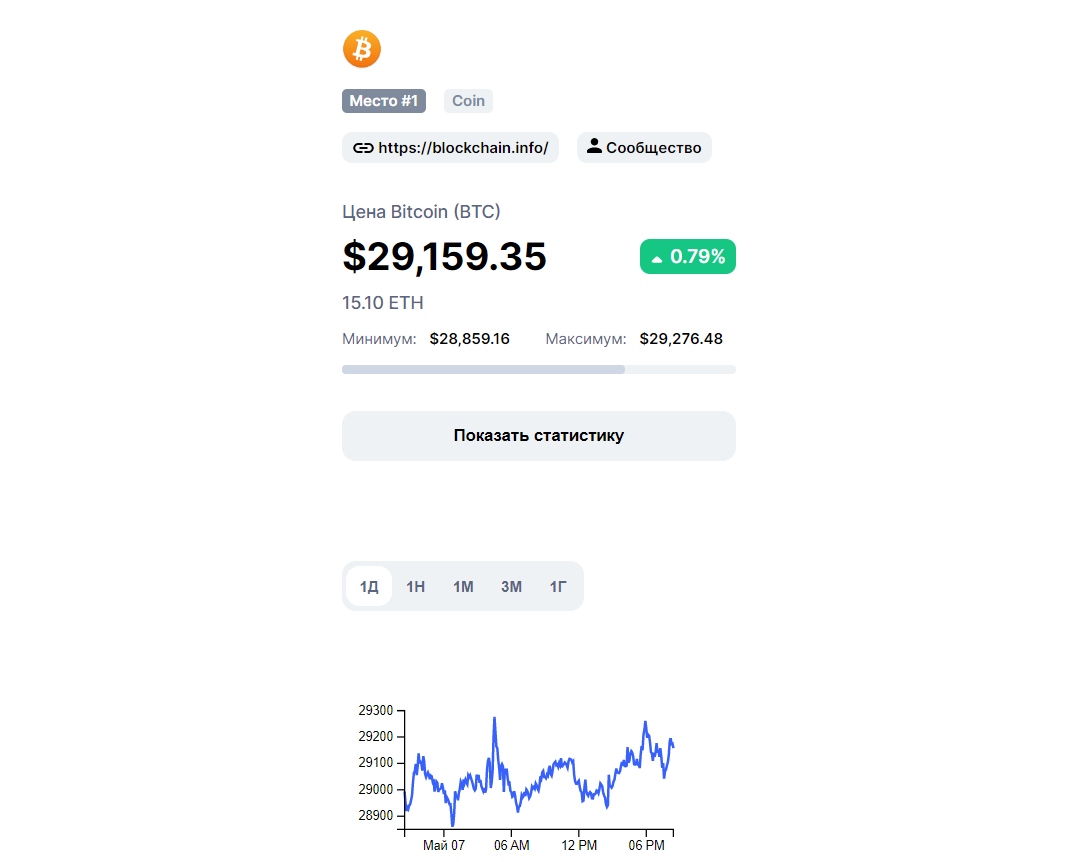 Место #1 Coin
https://blockchain.info/ Сообщество
Цена Bitcoin (BTC)
$29,159.35 0.79%
15.10 ETH
Минимум: $28,859.16 Максимум: $29,276.48
Показать статистику
1Д 1Н 1М 3М 1Г
29300
29200
29100
29000
28900
Май 07 06 AM 12 PM 06 PM